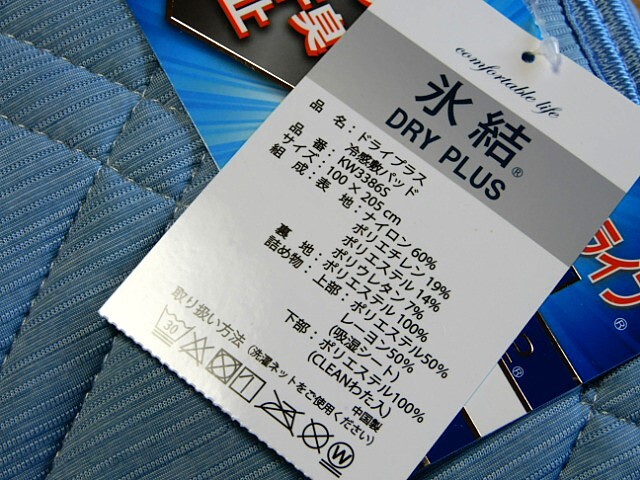 臭
止
comfortable life
氷結®
DRY PLUS
品名：ドライプラス
冷感敷パッド
品番：KW3386S
サイズ：100×205cm
組成：表地：ナイロン60%
ポリエチレン19%
ポリエステル14%
ポリウレタン7%
裏地：ポリエステル100%
詰め物：上部：ポリエステル50%
レーヨン50%
(吸湿シート)
下部：ポリエステル100%
(CLEANわた入)
取り扱い方法(洗濯ネットをご使用ください)
30
W
中国製
ライプ
®
®